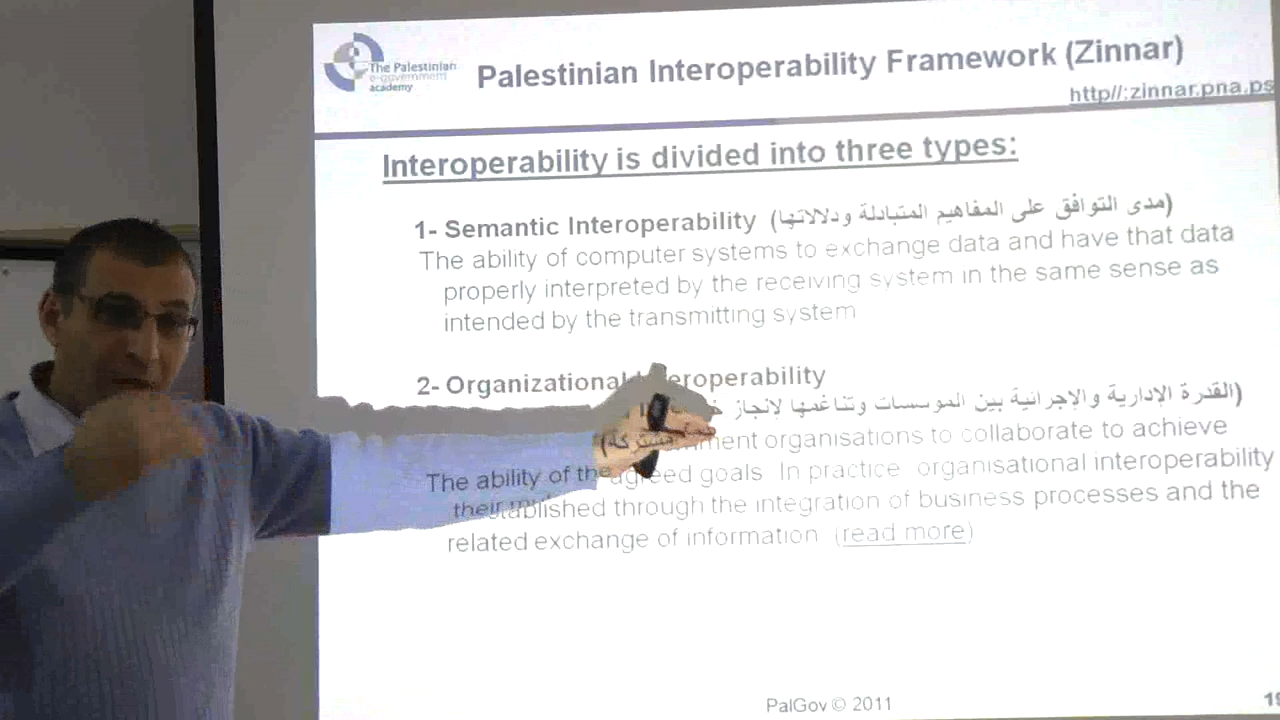 The Palestinian
e-government
academy
Palestinian Interoperability Framework (Zinnar)
http//:zinnar.pna.ps
Interoperability is divided into three types:
1- Semantic Interoperability (مدى التوافق على المفاهيم المتبادلة ودلالاتها)
The ability of computer systems to exchange data and have that data
properly interpreted by the receiving system in the same sense as
intended by the transmitting system
2- Organizational
(القدرة الإدارية والإجرائية بين المؤسسات وتناغمها لإنجاز
مشتركة)
organisations to collaborate to achieve
The ability of the agreed goals In practice organisational interoperability
their through the integration of business processes and the
related exchange of information (read more)
PalGov © 2011